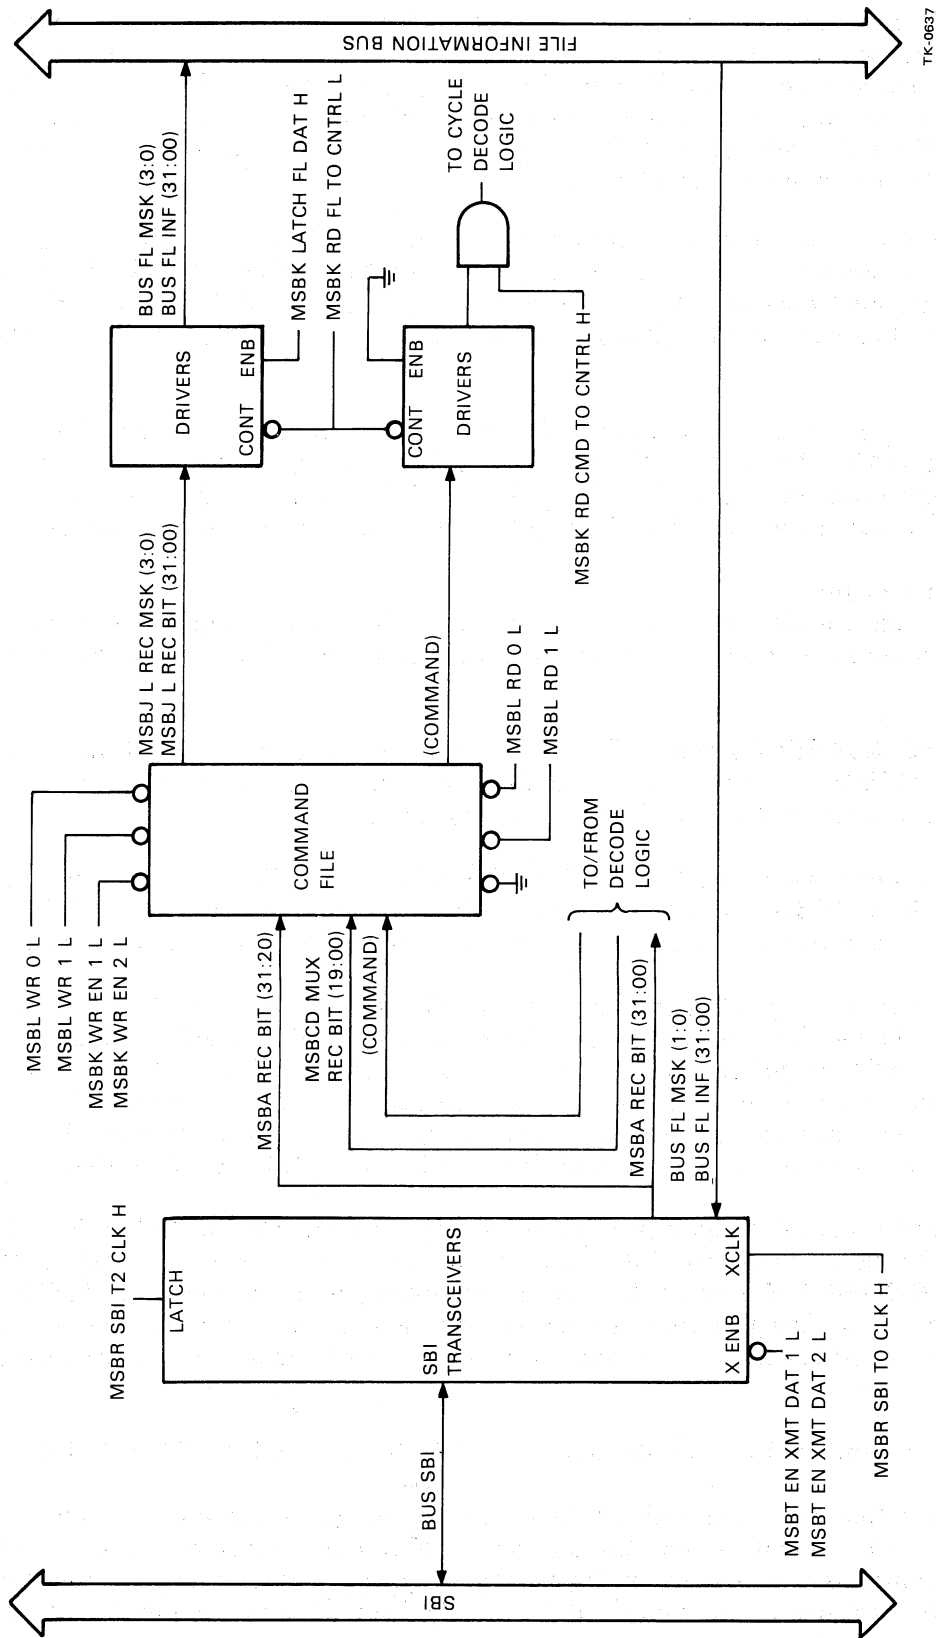 SBI
BUS SBI
MSBR SBI T2 CLK H
LATCH
SBI
TRANSCEIVERS
X ENB
XCLK
MSBT EN XMT DAT 1 L
MSBT EN XMT DAT 2 L
MSBR SBI TO CLK H
MSBL WR 0 L
MSBL WR 1 L
MSBK WR EN 1 L
MSBK WR EN 2 L
MSBA REC BIT (31:20)
MSBCD MUX
REC BIT (19:00)
(COMMAND)
MSBA REC BIT (31:00)
BUS FL MSK (1:0)
BUS FL INF (31:00)
TO/FROM
DECODE
LOGIC
COMMAND
FILE
MSBL RD 0 L
MSBL RD 1 L
MSBJ L REC MSK (3:0)
MSBJ L REC BIT (31:00)
(COMMAND)
DRIVERS
CONT
ENB
BUS FL MSK (3:0)
BUS FL INF (31:00)
MSBK LATCH FL DAT H
MSBK RD FL TO CNTRL L
CONT
ENB
DRIVERS
MSBK RD CMD TO CNTRL H
TO CYCLE
DECODE
LOGIC
FILE INFORMATION BUS
TK-0637